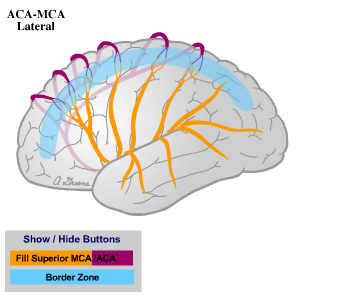 ACA-MCA
Lateral
Show / Hide Buttons
Fill Superior MCA/ACA
Border Zone